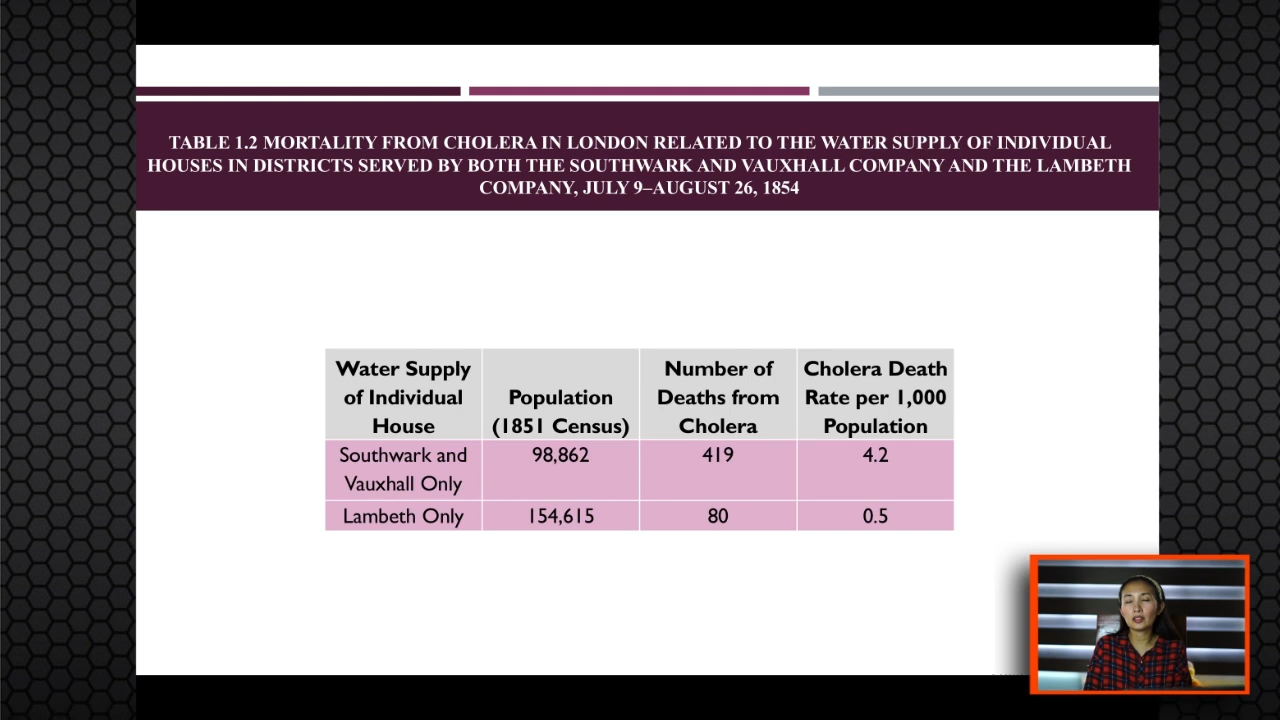 TABLE 1.2 MORTALITY FROM CHOLERA IN LONDON RELATED TO THE WATER SUPPLY OF INDIVIDUAL
HOUSES IN DISTRICTS SERVED BY BOTH THE SOUTHWARK AND VAUXHALL COMPANY AND THE LAMBETH
COMPANY, JULY 9–AUGUST 26, 1854
Water Supply
of Individual
House
Population
(1851 Census)
Number of
Deaths from
Cholera
Cholera Death
Rate per 1,000
Population
Southwark and
Vauxhall Only
98,862
419
4.2
Lambeth Only
154,615
80
0.5